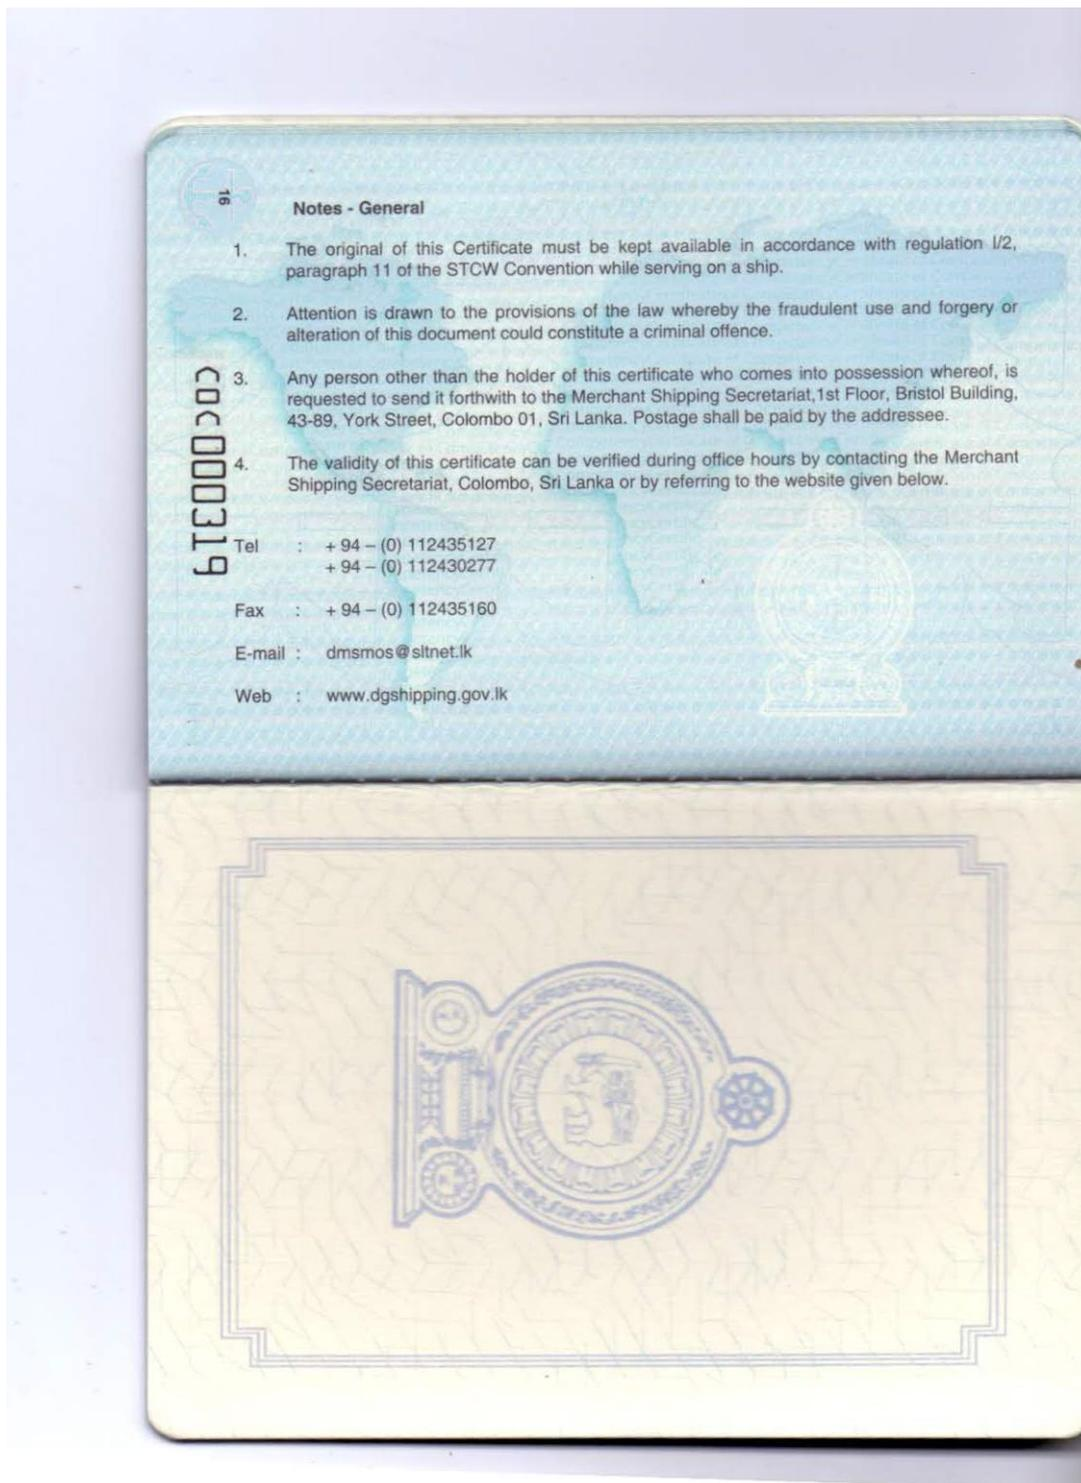 16
Notes - General
1. The original of this Certificate must be kept available in accordance with regulation I/2,
paragraph 11 of the STCW Convention while serving on a ship.
2. Attention is drawn to the provisions of the law whereby the fraudulent use and forgery or
alteration of this document could constitute a criminal offence.
3. Any person other than the holder of this certificate who comes into possession whereof, is
requested to send it forthwith to the Merchant Shipping Secretariat,1st Floor, Bristol Building,
43-89, York Street, Colombo 01, Sri Lanka. Postage shall be paid by the addressee.
4. The validity of this certificate can be verified during office hours by contacting the Merchant
Shipping Secretariat, Colombo, Sri Lanka or by referring to the website given below.
Tel : + 94 – (0) 112435127
+ 94 – (0) 112430277
Fax : + 94 – (0) 112435160
E-mail : dmsmos@sltnet.lk
Web : www.dgshipping.gov.lk
COC000319